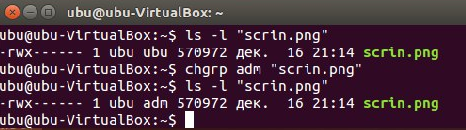 ubu@ubu-VirtualBox: ~
ubu@ubu-VirtualBox:~$ ls -l "scrin.png"
-rwx------ 1 ubu ubu 570972 дек.  16 21:14 scrin.png
ubu@ubu-VirtualBox:~$ chgrp adm "scrin.png"
ubu@ubu-VirtualBox:~$ ls -l "scrin.png"
-rwx------ 1 ubu adm 570972 дек.  16 21:14 scrin.png
ubu@ubu-VirtualBox:~$